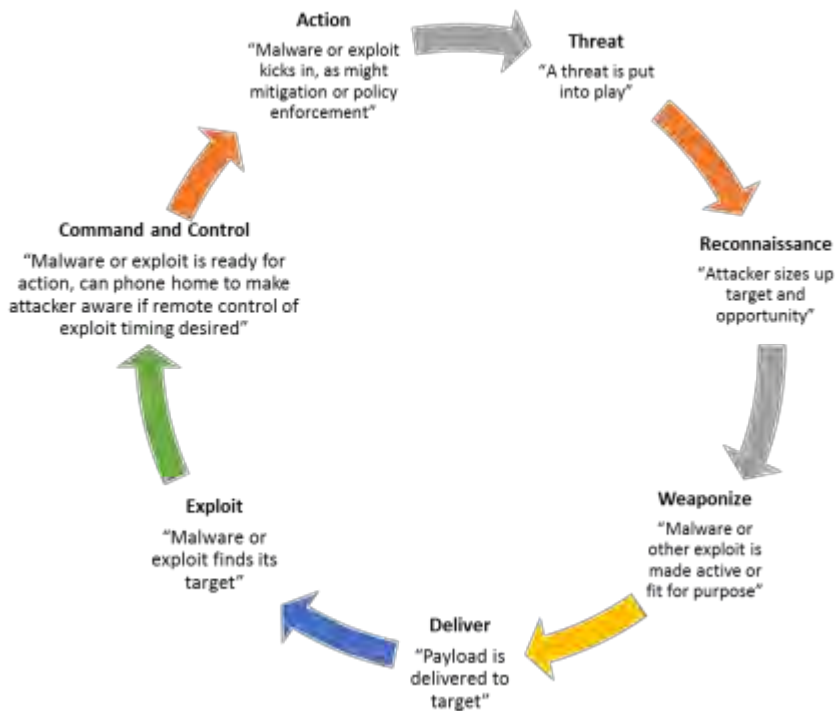 Action
“Malware or exploit
kicks in, as might
mitigation or policy
enforcement”
Threat
“A threat is put
into play”
Reconnaissance
“Attacker sizes up
target and
opportunity”
Weaponize
“Malware or
other exploit is
made active or
fit for purpose”
Deliver
“Payload is
delivered to
target”
Exploit
“Malware or
exploit finds its
target”
Command and Control
“Malware or exploit is ready for
action, can phone home to make
attacker aware if remote control of
exploit timing desired”